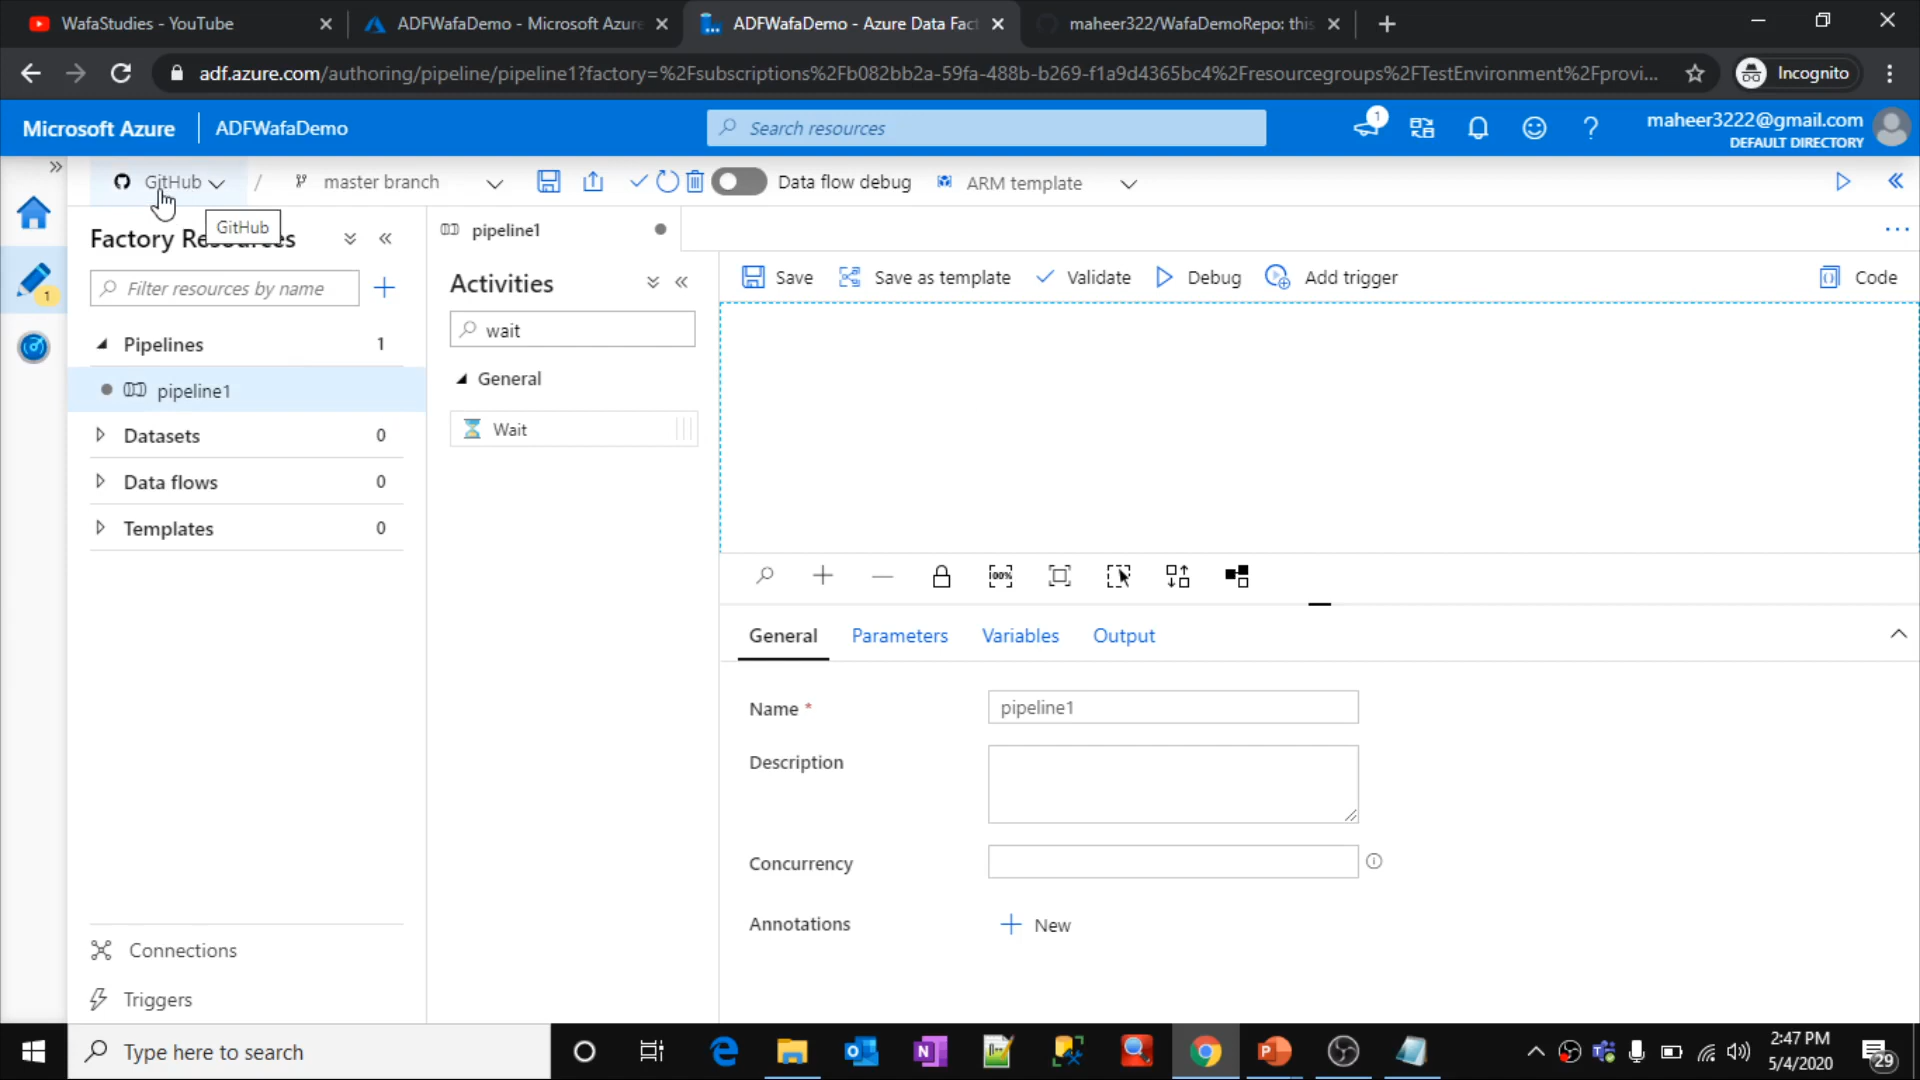 WafaStudies - YouTube
ADFWafaDemo - Microsoft Azure
ADFWafaDemo - Azure Data Fact
maheer322/WafaDemoRepo: this
adf.azure.com/authoring/pipeline/pipeline1?factory=%2Fsubscriptions%2Fb082bb2a-59fa-488b-b269-f1a9d4365bc4%2Fresourcegroups%2FTestEnvironment%2Fprovi...
Incognito
Microsoft Azure
ADFWafaDemo
Search resources
1
maheer3222@gmail.com
DEFAULT DIRECTORY
GitHub / master branch
Data flow debug
ARM template
GitHub
Factory Res
es
pipeline1
Filter resources by name
1
Activities
Save
Save as template
Validate
Debug
Add trigger
Code
wait
Pipelines 1
General
pipeline1
Wait
Datasets 0
Data flows 0
Templates 0
100%
General
Parameters
Variables
Output
Name * pipeline1
Description
Concurrency
Annotations
New
Connections
Triggers
Type here to search
2:47 PM
5/4/2020
29